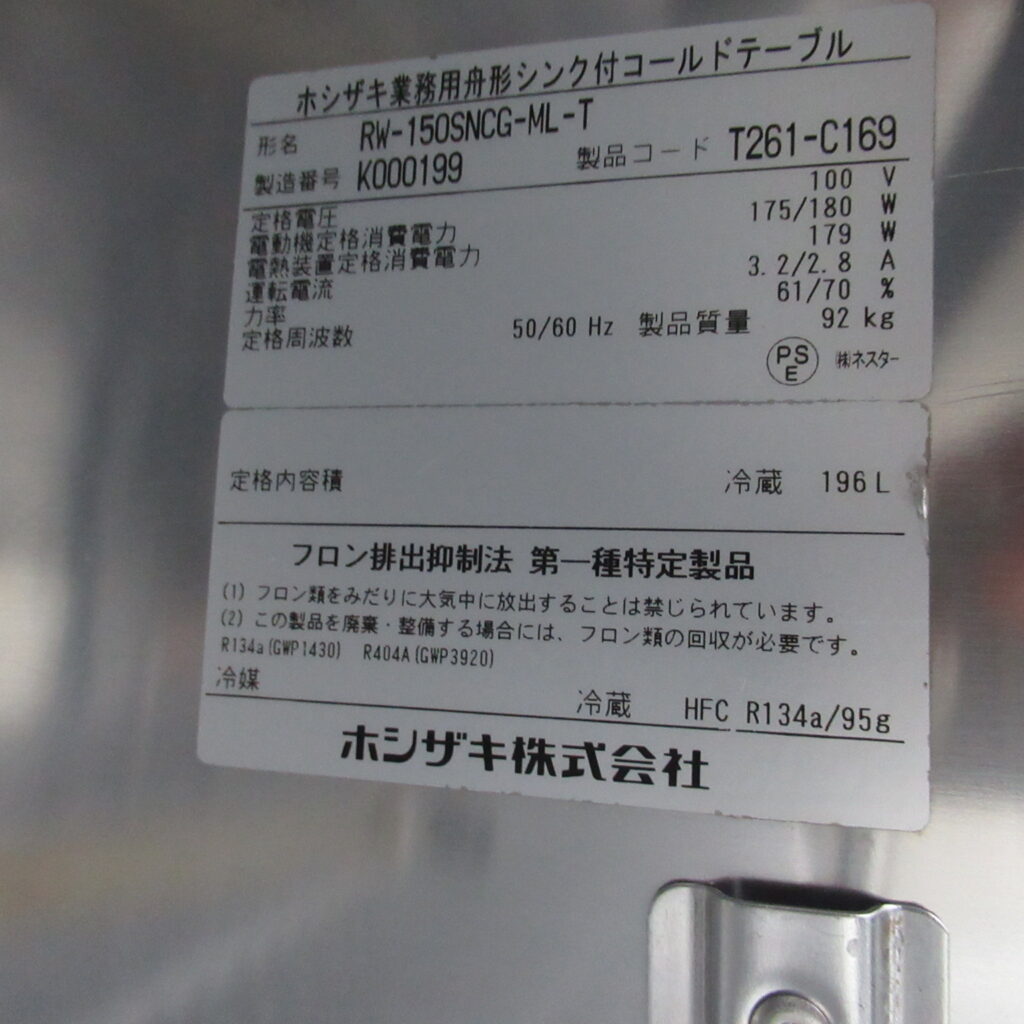 ホシザキ業務用舟形シンク付コールドテーブル
形名 RW-150SNCG-ML-T
製造番号 K000199 製品コード T261-C169
定格電圧 100 V
電動機定格消費電力 175/180 W
電熱装置定格消費電力 179 W
運転電流 3.2/2.8 A
力率 61/70 %
定格周波数 50/60 Hz 製品質量 92 kg
PSE ㈱ネスター
定格内容積 冷蔵 196 L
フロン排出抑制法 第一種特定製品
(1) フロン類をみだりに大気中に放出することは禁じられています。
(2) この製品を廃棄・整備する場合には、フロン類の回収が必要です。
R134a(GWP1430) R404A(GWP3920)
冷媒
冷蔵 HFC R134a/95g
ホシザキ株式会社